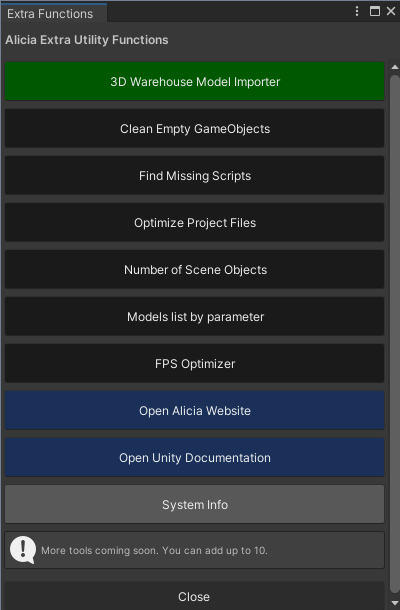 Extra Functions
Alicia Extra Utility Functions
3D Warehouse Model Importer
Clean Empty GameObjects
Find Missing Scripts
Optimize Project Files
Number of Scene Objects
Models list by parameter
FPS Optimizer
Open Alicia Website
Open Unity Documentation
System Info
More tools coming soon. You can add up to 10.
Close